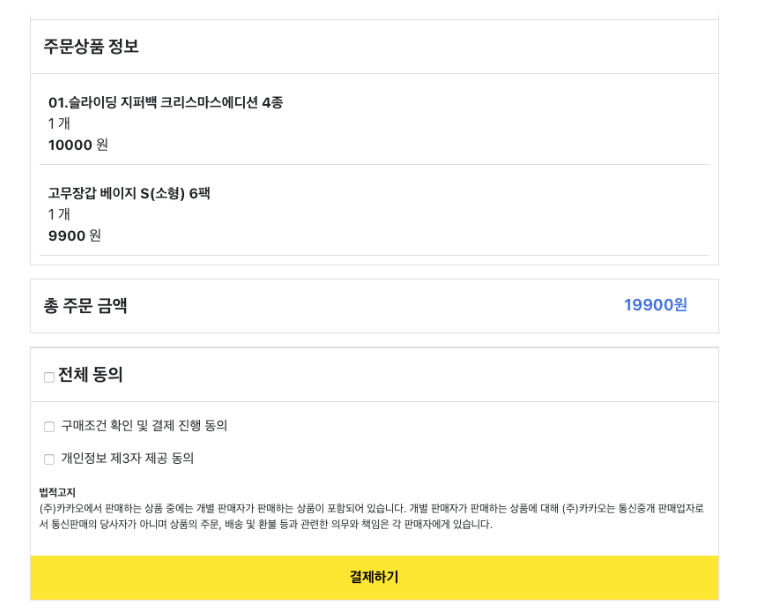 주문상품 정보
01.슬라이딩 지퍼백 크리스마스에디션 4종
1 개
10000 원
고무장갑 베이지 S(소형) 6팩
1 개
9900 원
총 주문 금액 19900원
전체 동의
구매조건 확인 및 결제 진행 동의
개인정보 제3자 제공 동의
법적고지
(주)카카오에서 판매하는 상품 중에는 개별 판매자가 판매하는 상품이 포함되어 있습니다. 개별 판매자가 판매하는 상품에 대해 (주)카카오는 통신중개 판매업자로
서 통신판매의 당사자가 아니며 상품의 주문, 배송 및 환불 등과 관련한 의무와 책임은 각 판매자에게 있습니다.
결제하기